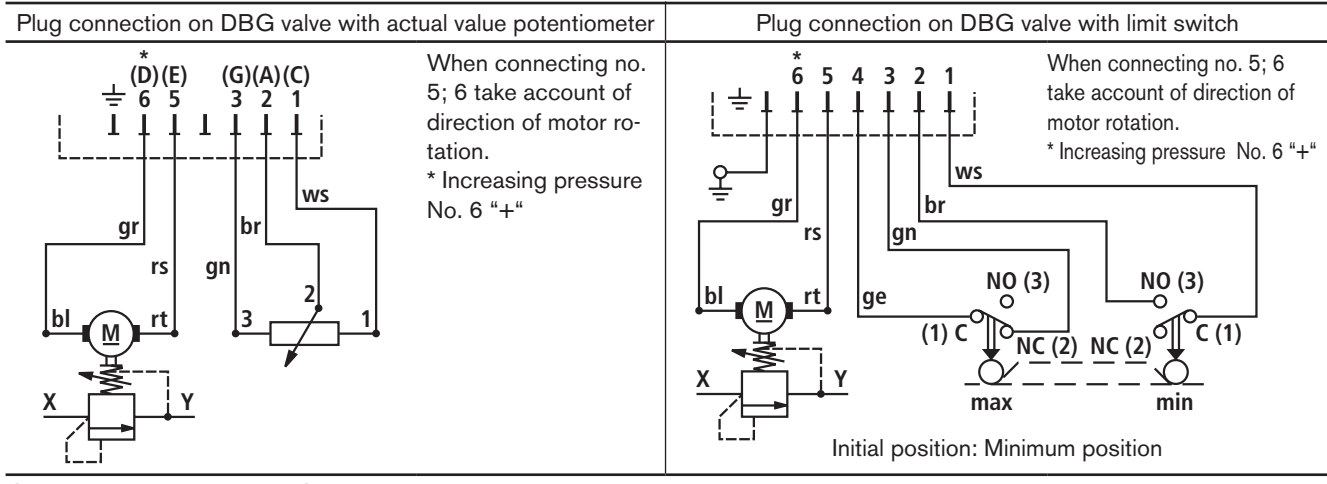 Plug connection on DBG valve with actual value potentiometer
*
(D) (E) (G) (A) (C)
6 5 3 2 1
When connecting no.
5; 6 take account of
direction of motor ro-
tation.
* Increasing pressure
No. 6 “+“
ws
gr
br
rs
gn
2
bl
M
rt
3
1
X
Y
Plug connection on DBG valve with limit switch
*
6 5 4 3 2 1
When connecting no. 5; 6
take account of direction of
motor rotation.
* Increasing pressure No. 6 “+“
ws
gr
br
rs
gn
NO (3)
NO (3)
bl
M
rt
ge
(1) C
NC (2)
NC (2)
C (1)
X
Y
max
min
Initial position: Minimum position